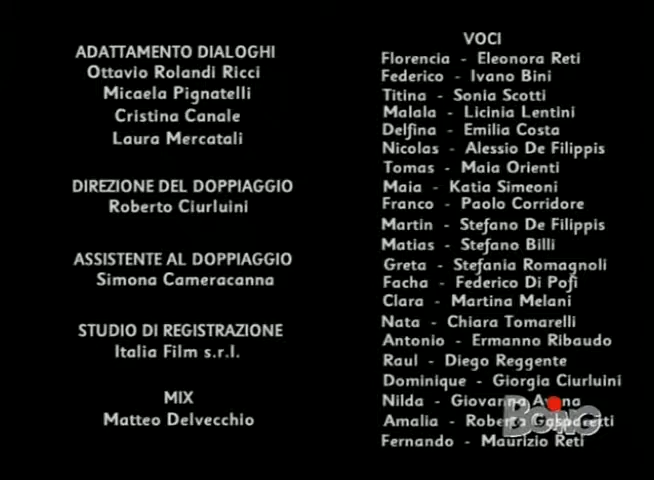 ADATTAMENTO DIALOGHI
Ottavio Rolandi Ricci
Micaela Pignatelli
Cristina Canale
Laura Mercatali
DIREZIONE DEL DOPPIAGGIO
Roberto Ciurluini
ASSISTENTE AL DOPPIAGGIO
Simona Cameracanna
STUDIO DI REGISTRAZIONE
Italia Film s.r.l.
MIX
Matteo Delvecchio
VOCI
Florencia - Eleonora Reti
Federico - Ivano Bini
Titina - Sonia Scotti
Malala - Licinia Lentini
Delfina - Emilia Costa
Nicolas - Alessio De Filippis
Tomas - Maia Orienti
Maia - Katia Simeoni
Franco - Paolo Corridore
Martin - Stefano De Filippis
Matias - Stefano Billi
Greta - Stefania Romagnoli
Facha - Federico Di Pofi
Clara - Martina Melani
Nata - Chiara Tomarelli
Antonio - Ermanno Ribaudo
Raul - Diego Reggente
Dominique - Giorgia Ciurluini
Nilda - Giovanna
Amalia - Roberta Gasparetti
Fernando - Maurizio Reti
BOING